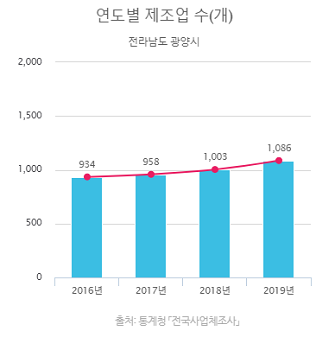 연도별 제조업 수(개)
전라남도 광양시
2,000
1,500
1,000
500
0
934
958
1,003
1,086
2016년
2017년
2018년
2019년
출처: 통계청 「전국사업체조사」